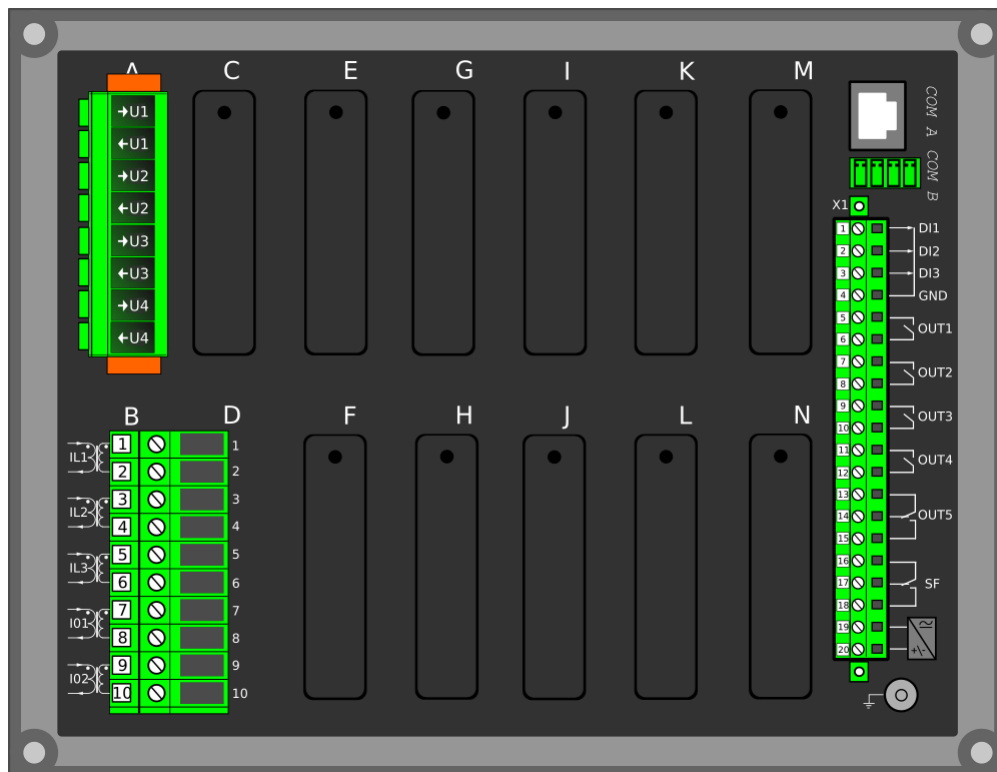 A C E G I K M
COM A
COM B
→U1
←U1
→U2
←U2
→U3
←U3
→U4
←U4
X1
1 DI1
2 DI2
3 DI3
4 GND
5
OUT1
6
7
OUT2
8
9
OUT3
10
11
OUT4
12
13
14 OUT5
15
16
17 SF
18
19
20 +/-
B D F H J L N
1 1
IL1
2 2
3 3
IL2
4 4
5 5
IL3
6 6
7 7
I01
8 8
9 9
I02
10 10